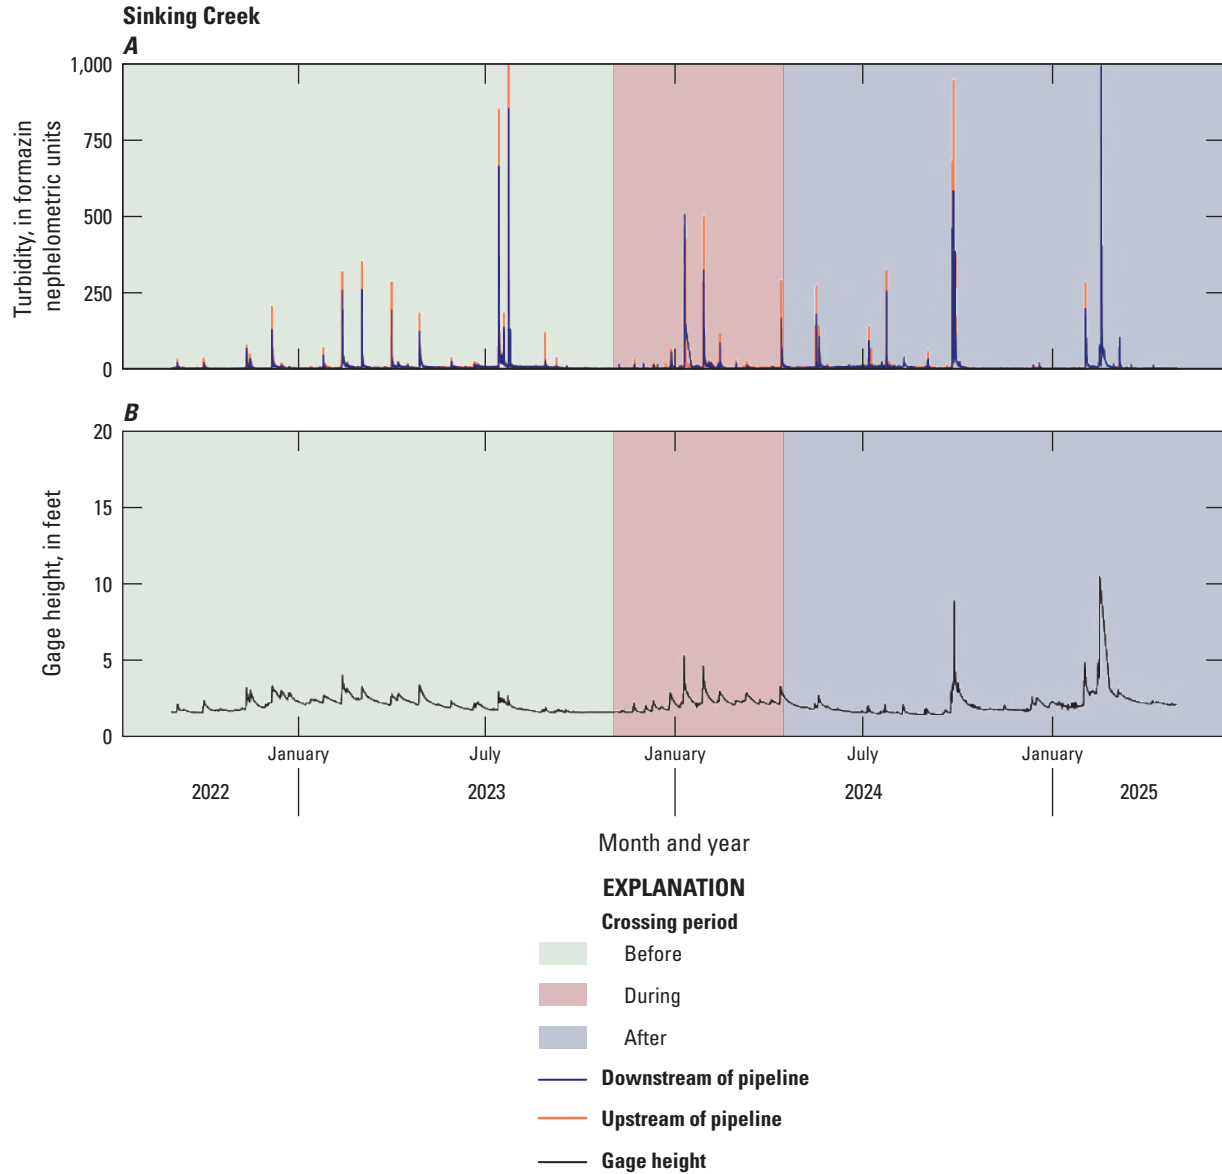 Sinking Creek
A
Turbidity, in formazin
nephelometric units
1,000
750
500
250
0
B
Gage height, in feet
20
15
10
5
0
January July January July January
2022 2023 2024 2025
Month and year
EXPLANATION
Crossing period
Before
During
After
Downstream of pipeline
Upstream of pipeline
Gage height